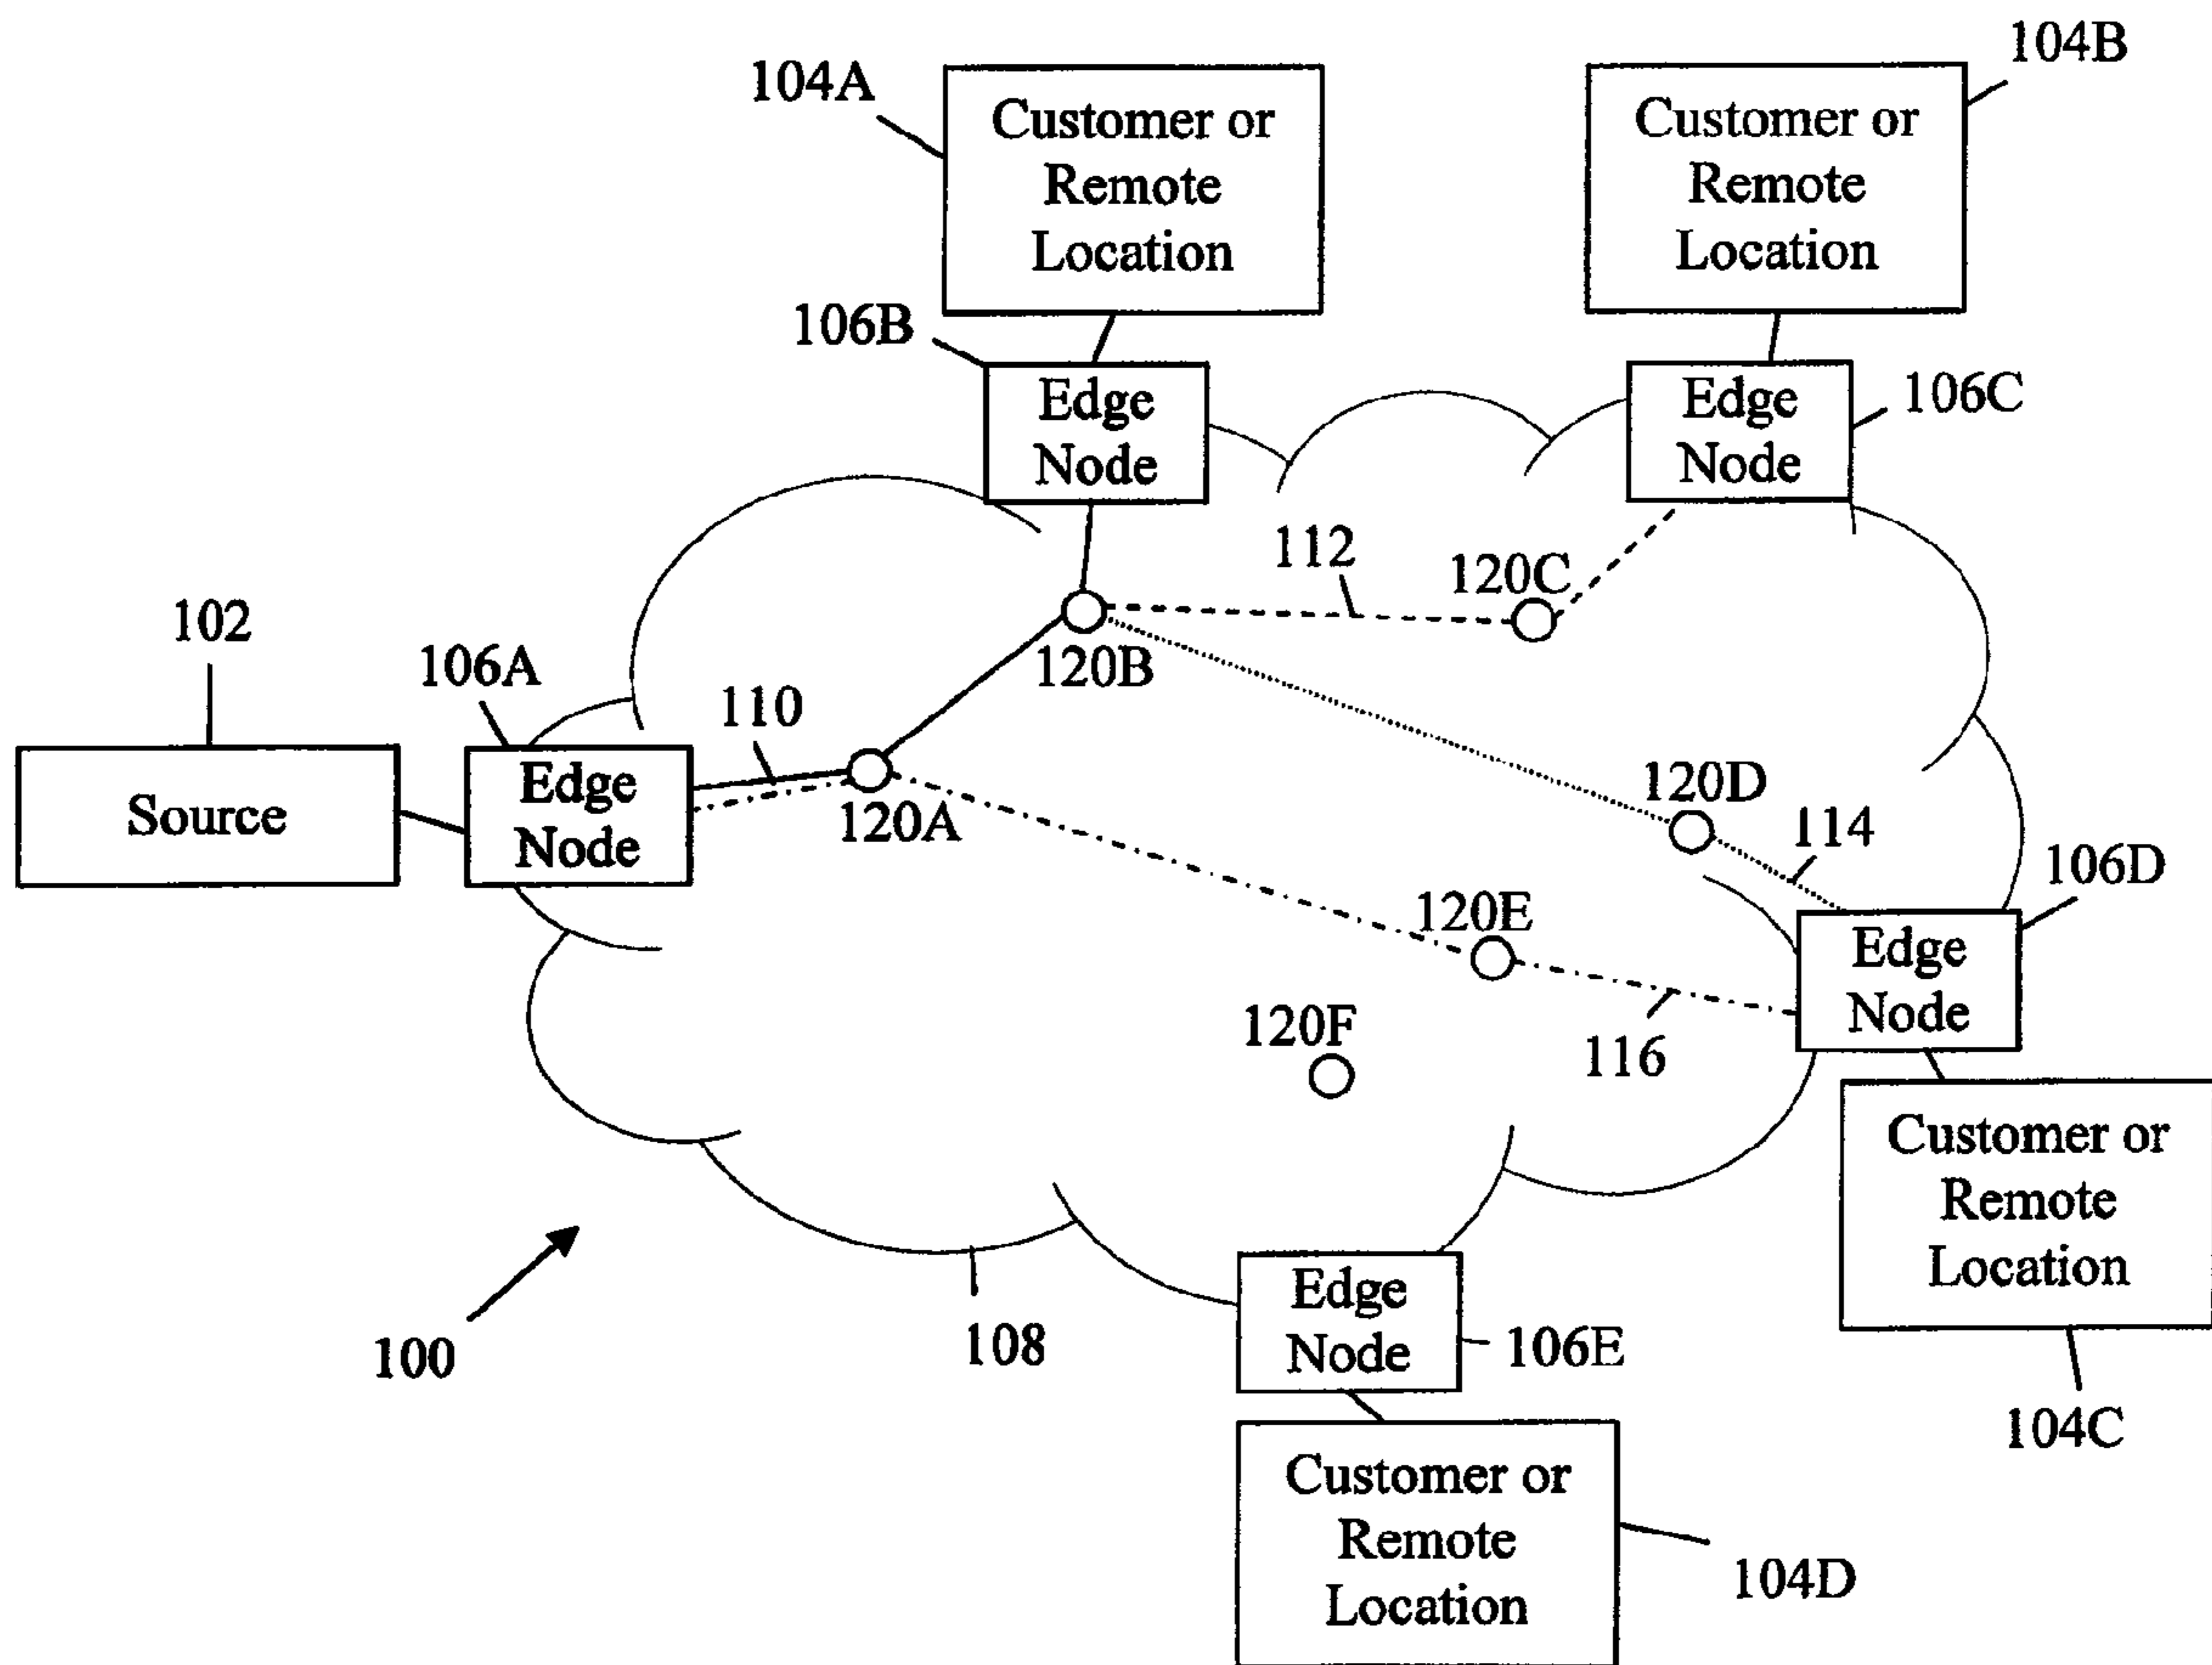 104B
104A
Customer or
Remote
Location
Customer or
Remote
Location
106B
Edge
Node
Edge
Node
106C
112
120C
102
106A
120B
110
Source
Edge
Node
120A
120D
114
106D
120E
Edge
Node
120F
116
Customer or
Remote
Location
Edge
Node
106E
108
100
104C
Customer or
Remote
Location
104D